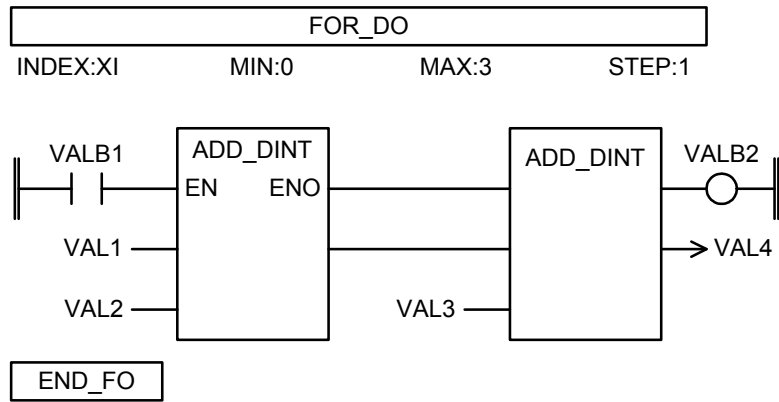 FOR_DO
INDEX:XI MIN:0 MAX:3 STEP:1
VALB1 ADD_DINT ADD_DINT VALB2
EN ENO
VAL1 VAL4
VAL2 VAL3
END_FO